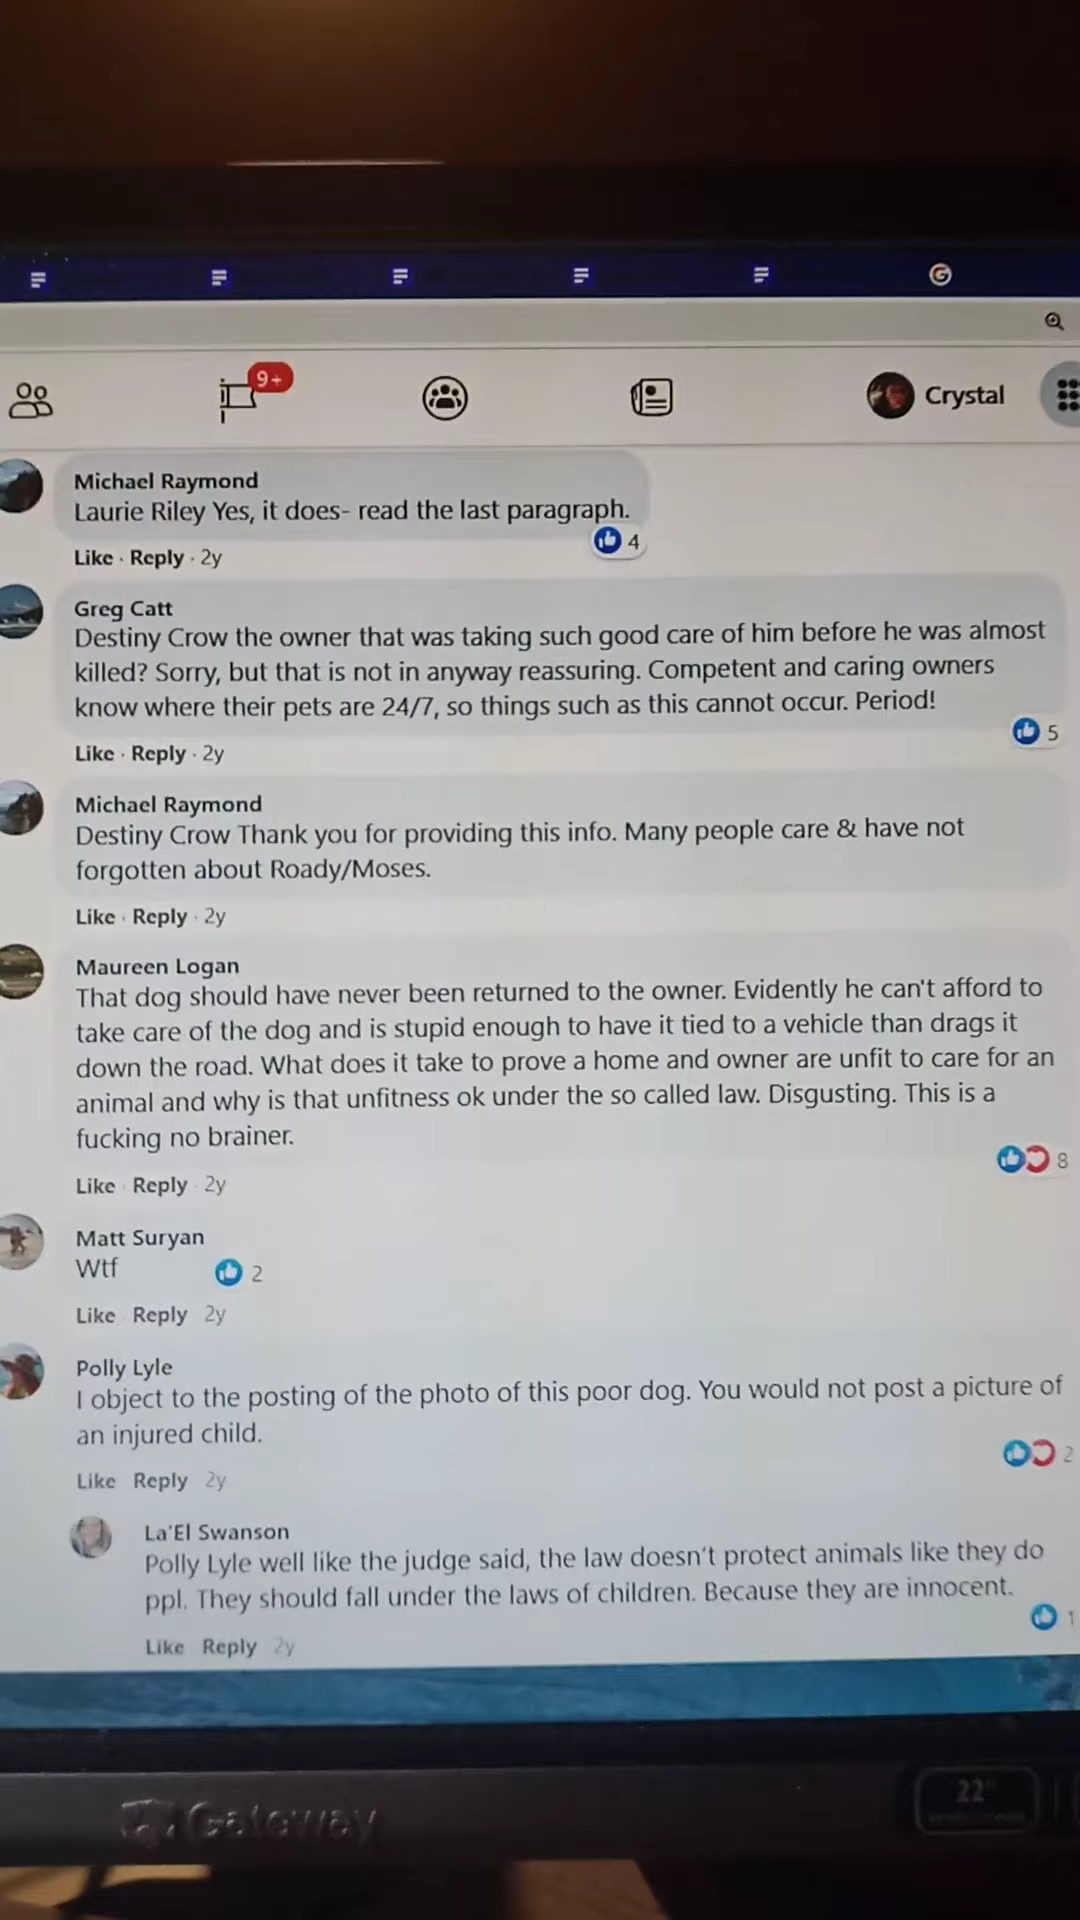 9+
Crystal
Michael Raymond
Laurie Riley Yes, it does- read the last paragraph.
4
Like · Reply · 2y
Greg Catt
Destiny Crow the owner that was taking such good care of him before he was almost
killed? Sorry, but that is not in anyway reassuring. Competent and caring owners
know where their pets are 24/7, so things such as this cannot occur. Period!
5
Like · Reply · 2y
Michael Raymond
Destiny Crow Thank you for providing this info. Many people care & have not
forgotten about Roady/Moses.
Like · Reply · 2y
Maureen Logan
That dog should have never been returned to the owner. Evidently he can't afford to
take care of the dog and is stupid enough to have it tied to a vehicle than drags it
down the road. What does it take to prove a home and owner are unfit to care for an
animal and why is that unfitness ok under the so called law. Disgusting. This is a
fucking no brainer.
8
Like · Reply · 2y
Matt Suryan
Wtf 2
Like Reply 2y
Polly Lyle
I object to the posting of the photo of this poor dog. You would not post a picture of
an injured child.
2
Like Reply 2y
La'El Swanson
Polly Lyle well like the judge said, the law doesn't protect animals like they do
ppl. They should fall under the laws of children. Because they are innocent.
1
Like Reply 2y
Gateway
22"